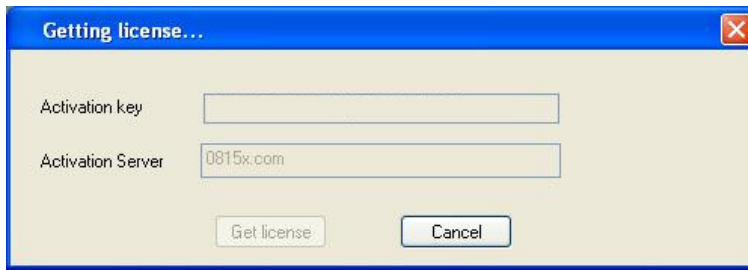 Getting license...
Activation key
Activation Server 0815x.com
Get license Cancel